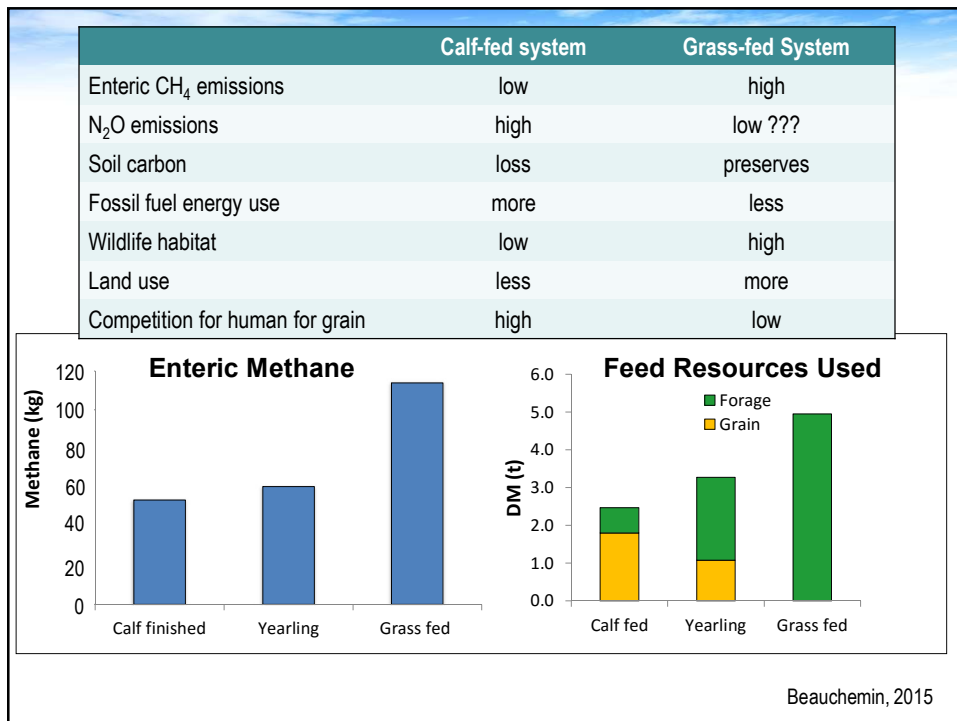 Calf-fed system Grass-fed System
Enteric CH₄ emissions low high
N₂O emissions high low ???
Soil carbon loss preserves
Fossil fuel energy use more less
Wildlife habitat low high
Land use less more
Competition for human for grain high low
Enteric Methane
Methane (kg)
120
100
80
60
40
20
0
Calf finished Yearling Grass fed
Feed Resources Used
Forage
Grain
DM (t)
6.0
5.0
4.0
3.0
2.0
1.0
0.0
Calf fed Yearling Grass fed
Beauchemin, 2015